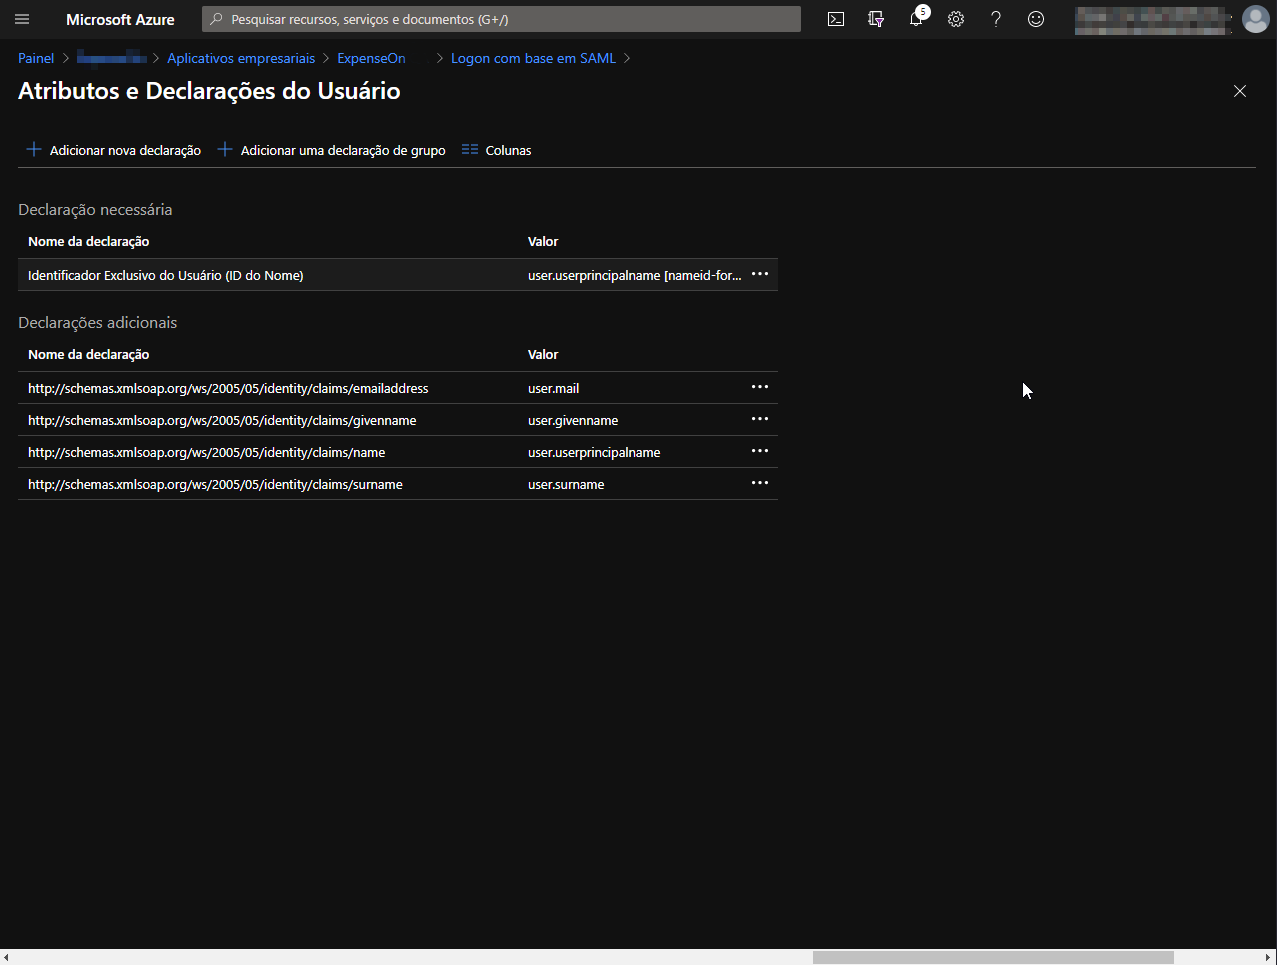 Microsoft Azure
Pesquisar recursos, serviços e documentos (G+/)
5
Painel > > Aplicativos empresariais > ExpenseOn > Logon com base em SAML >
Atributos e Declarações do Usuário
Adicionar nova declaração
Adicionar uma declaração de grupo
Colunas
Declaração necessária
Nome da declaração Valor
Identificador Exclusivo do Usuário (ID do Nome) user.userprincipalname [nameid-for... •••
Declarações adicionais
Nome da declaração Valor
http://schemas.xmlsoap.org/ws/2005/05/identity/claims/emailaddress user.mail •••
http://schemas.xmlsoap.org/ws/2005/05/identity/claims/givenname user.givenname •••
http://schemas.xmlsoap.org/ws/2005/05/identity/claims/name user.userprincipalname •••
http://schemas.xmlsoap.org/ws/2005/05/identity/claims/surname user.surname •••